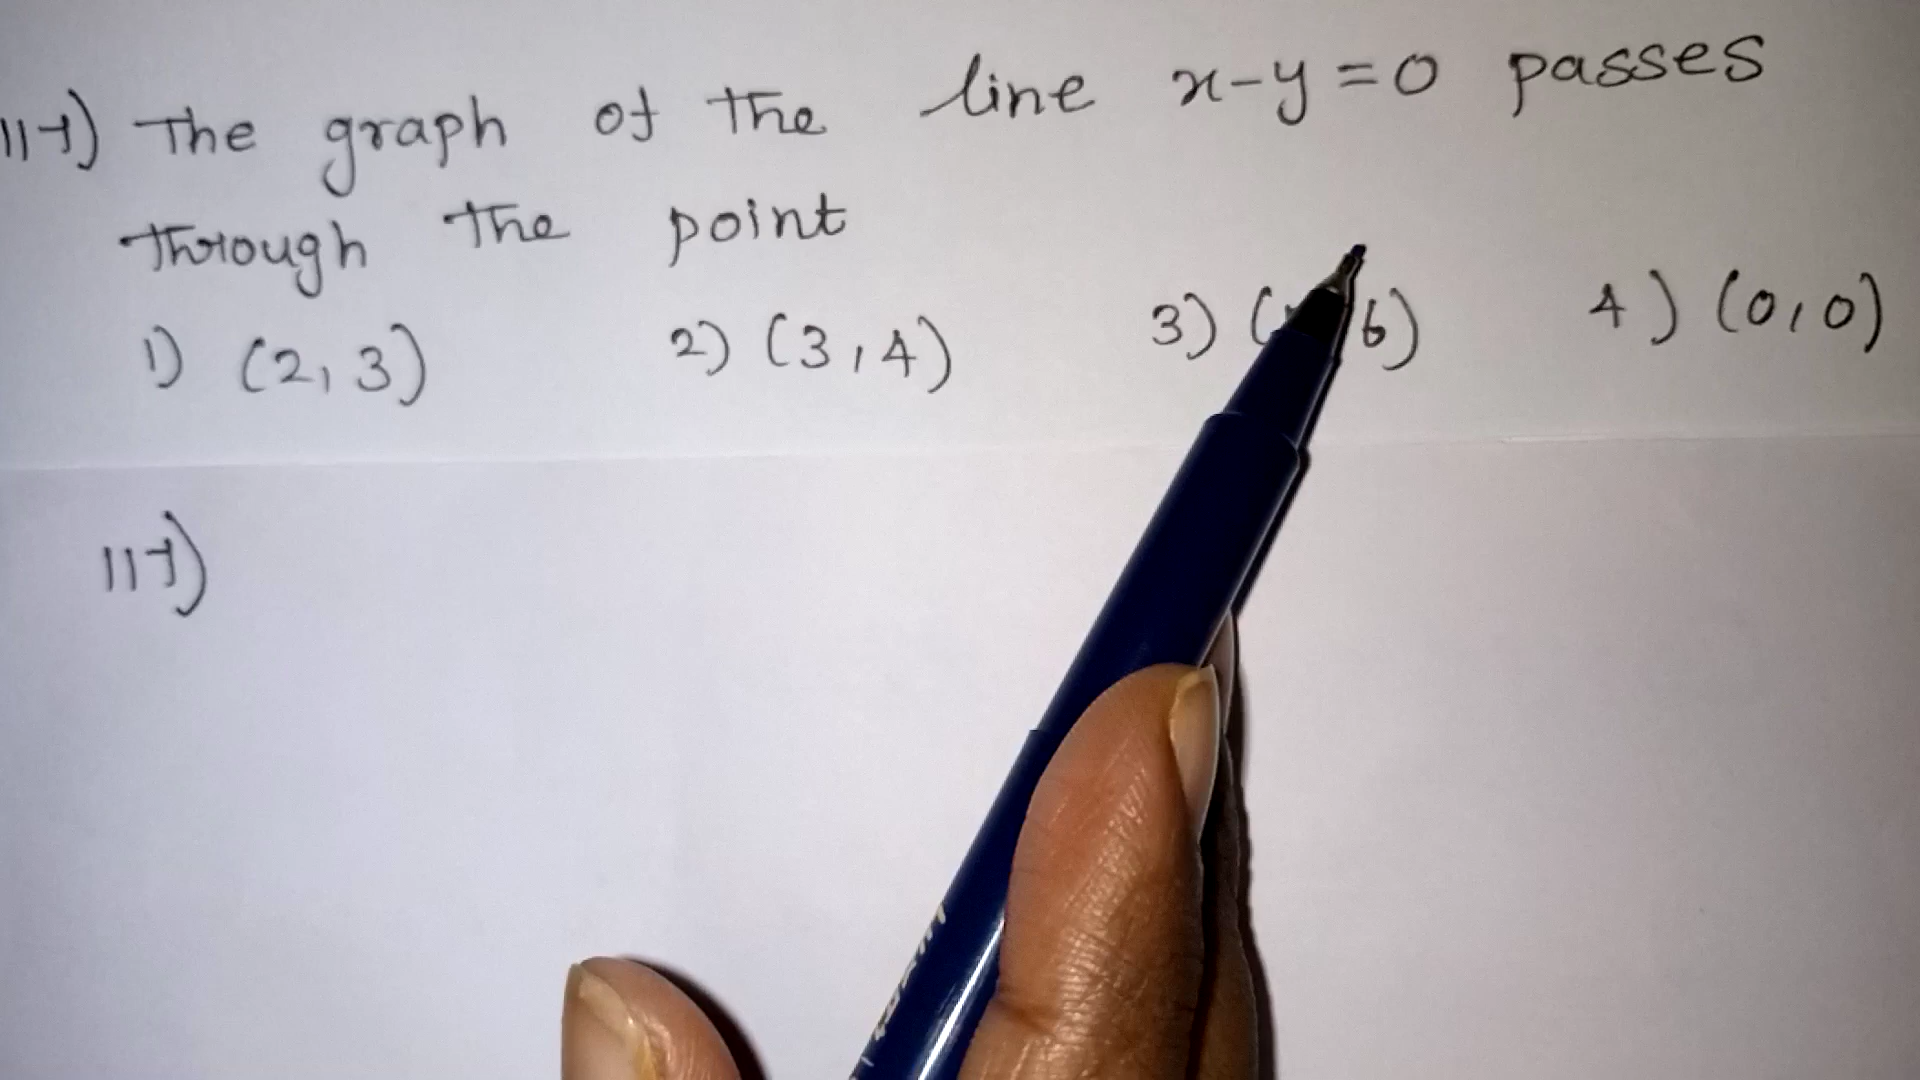 117) The graph of the line x-y=0 passes
through the point
1) (2,3) 2) (3,4) 3) ( 6) 4) (0,0)
117)